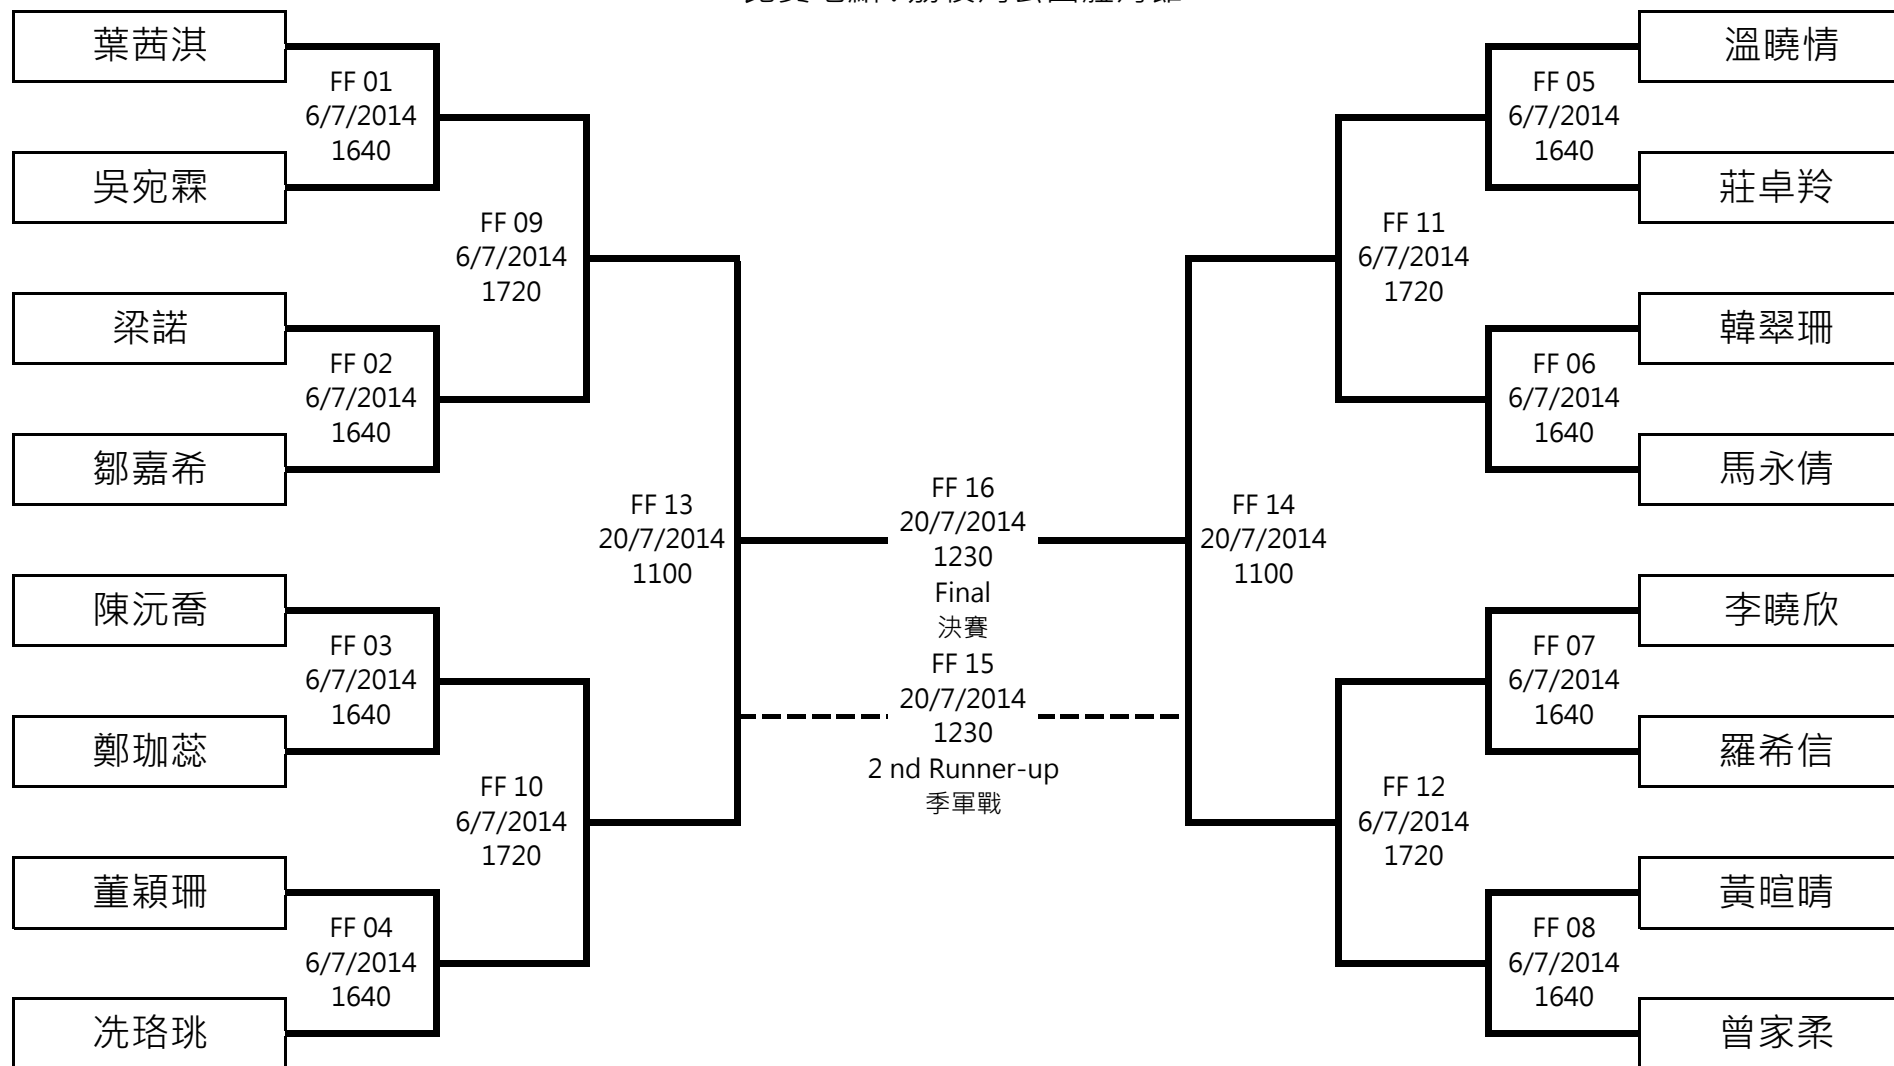 葉茜淇
FF 01
6/7/2014
1640
吳宛霖
FF 09
6/7/2014
1720
梁諾
FF 02
6/7/2014
1640
鄒嘉希
FF 13
20/7/2014
1100
陳沅喬
FF 03
6/7/2014
1640
鄭珈蕊
FF 10
6/7/2014
1720
董穎珊
FF 04
6/7/2014
1640
冼珞珧
FF 16
20/7/2014
1230
Final
決賽
FF 15
20/7/2014
1230
2 nd Runner-up
季軍戰
溫曉情
FF 05
6/7/2014
1640
莊卓羚
FF 11
6/7/2014
1720
韓翠珊
FF 06
6/7/2014
1640
馬永倩
FF 14
20/7/2014
1100
李曉欣
FF 07
6/7/2014
1640
羅希信
FF 12
6/7/2014
1720
黃暄晴
FF 08
6/7/2014
1640
曾家柔